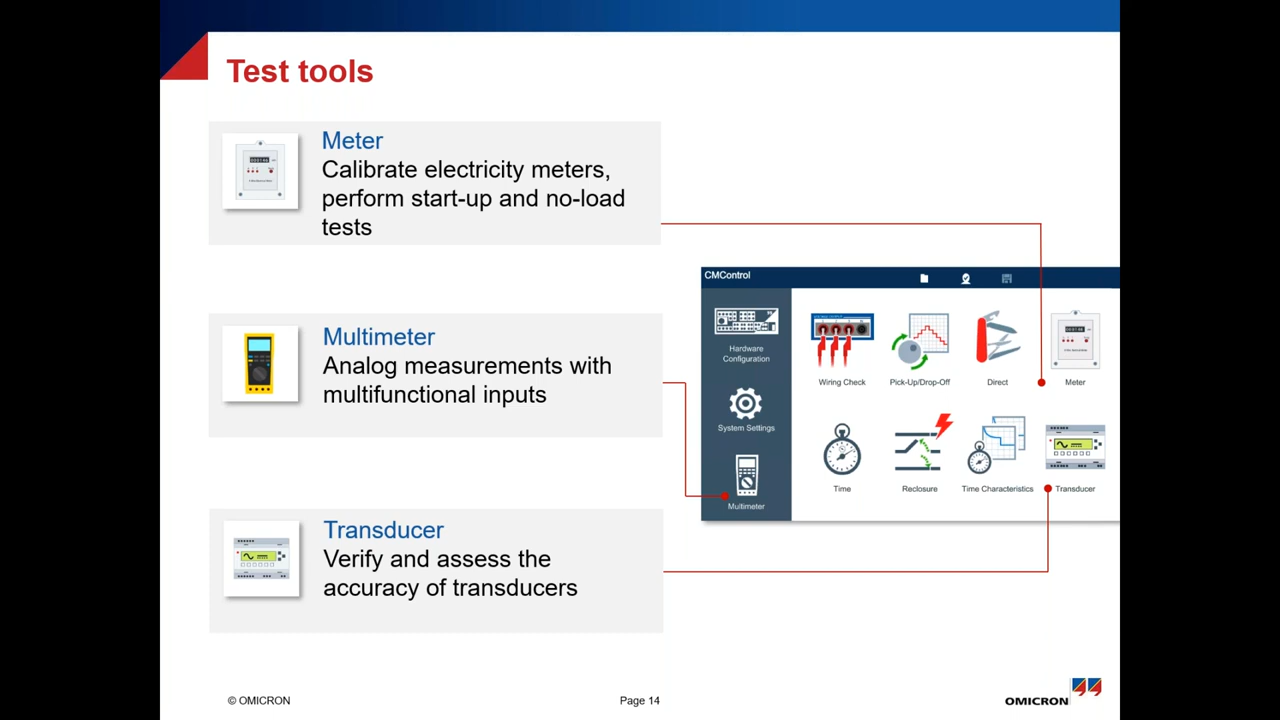 Test tools
Meter
Calibrate electricity meters,
perform start-up and no-load
tests
Multimeter
Analog measurements with
multifunctional inputs
Transducer
Verify and assess the
accuracy of transducers
CMControl
Hardware
Configuration
System Settings
Multimeter
Wiring Check
Pick-Up/Drop-Off
Direct
Meter
Time
Reclosure
Time Characteristics
Transducer
© OMICRON
Page 14
OMICRON